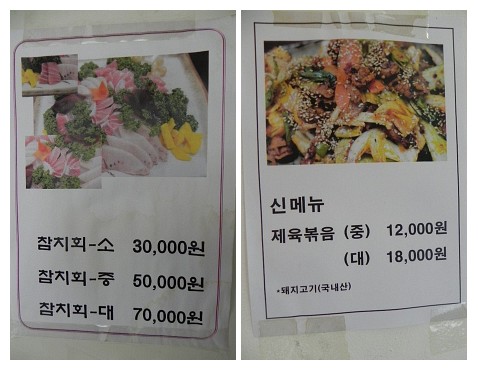 참치회-소 30,000원
참치회-중 50,000원
참치회-대 70,000원
신메뉴
제육볶음 (중) 12,000원
(대) 18,000원
*돼지고기(국내산)